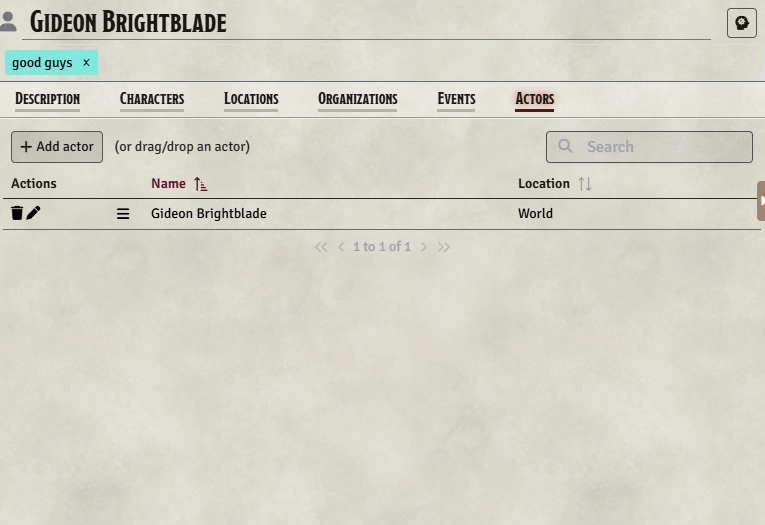 Gideon Brightblade
good guys ×
Description Characters Locations Organizations Events Actors
+ Add actor (or drag/drop an actor) Search
Actions Name Location
Gideon Brightblade World
1 to 1 of 1